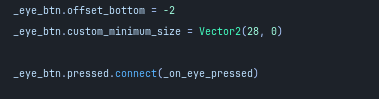 _eye_btn.offset_bottom = -2
_eye_btn.custom_minimum_size = Vector2(28, 0)
_eye_btn.pressed.connect(_on_eye_pressed)